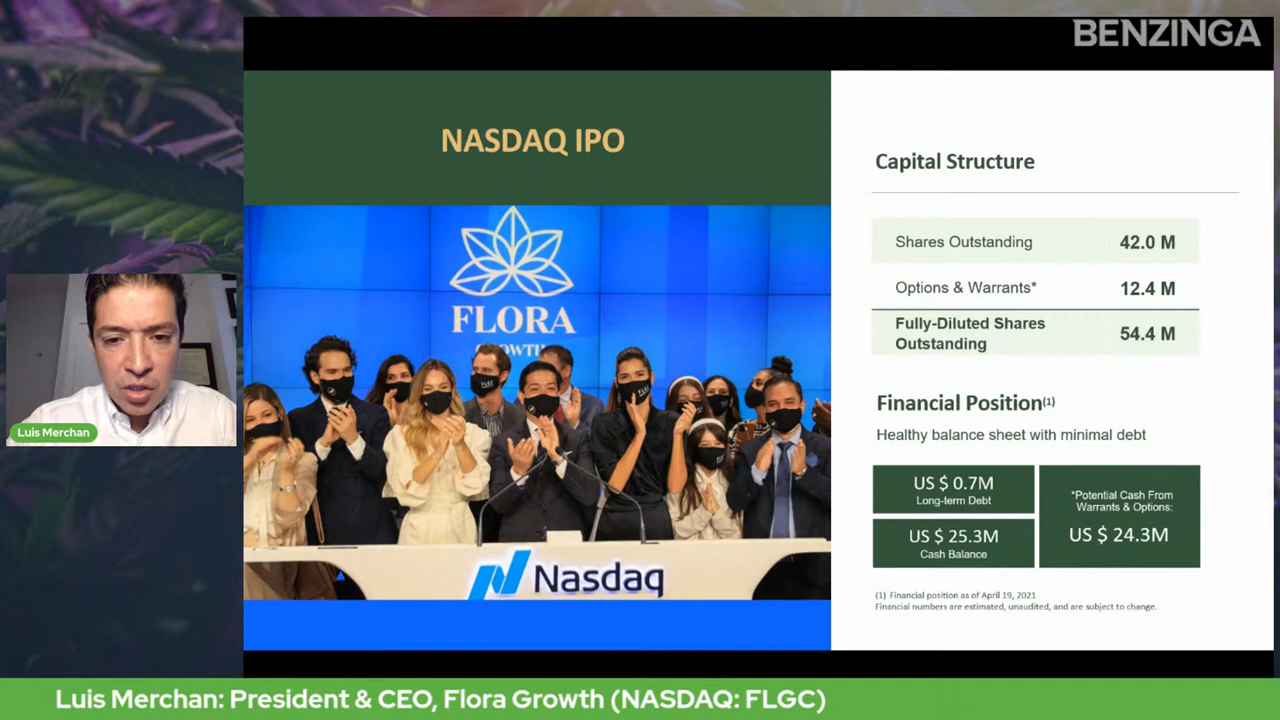 BENZINGA
NASDAQ IPO
FLORA
GROWTH
Nasdaq
Capital Structure
Shares Outstanding 42.0 M
Options & Warrants* 12.4 M
Fully-Diluted Shares
Outstanding 54.4 M
Financial Position(1)
Healthy balance sheet with minimal debt
US $ 0.7M
Long-term Debt
US $ 25.3M
Cash Balance
*Potential Cash From
Warrants & Options:
US $ 24.3M
(1) Financial position as of April 19, 2021
Financial numbers are estimated, unaudited, and are subject to change.
Luis Merchan
Luis Merchan: President & CEO, Flora Growth (NASDAQ: FLGC)